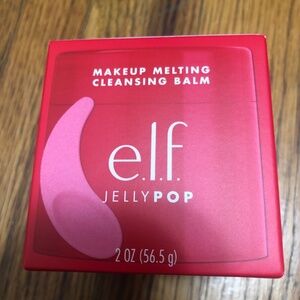 MAKEUP MELTING
CLEANSING BALM
e.l.f.
JELLYPOP
2 OZ (56.5 g)